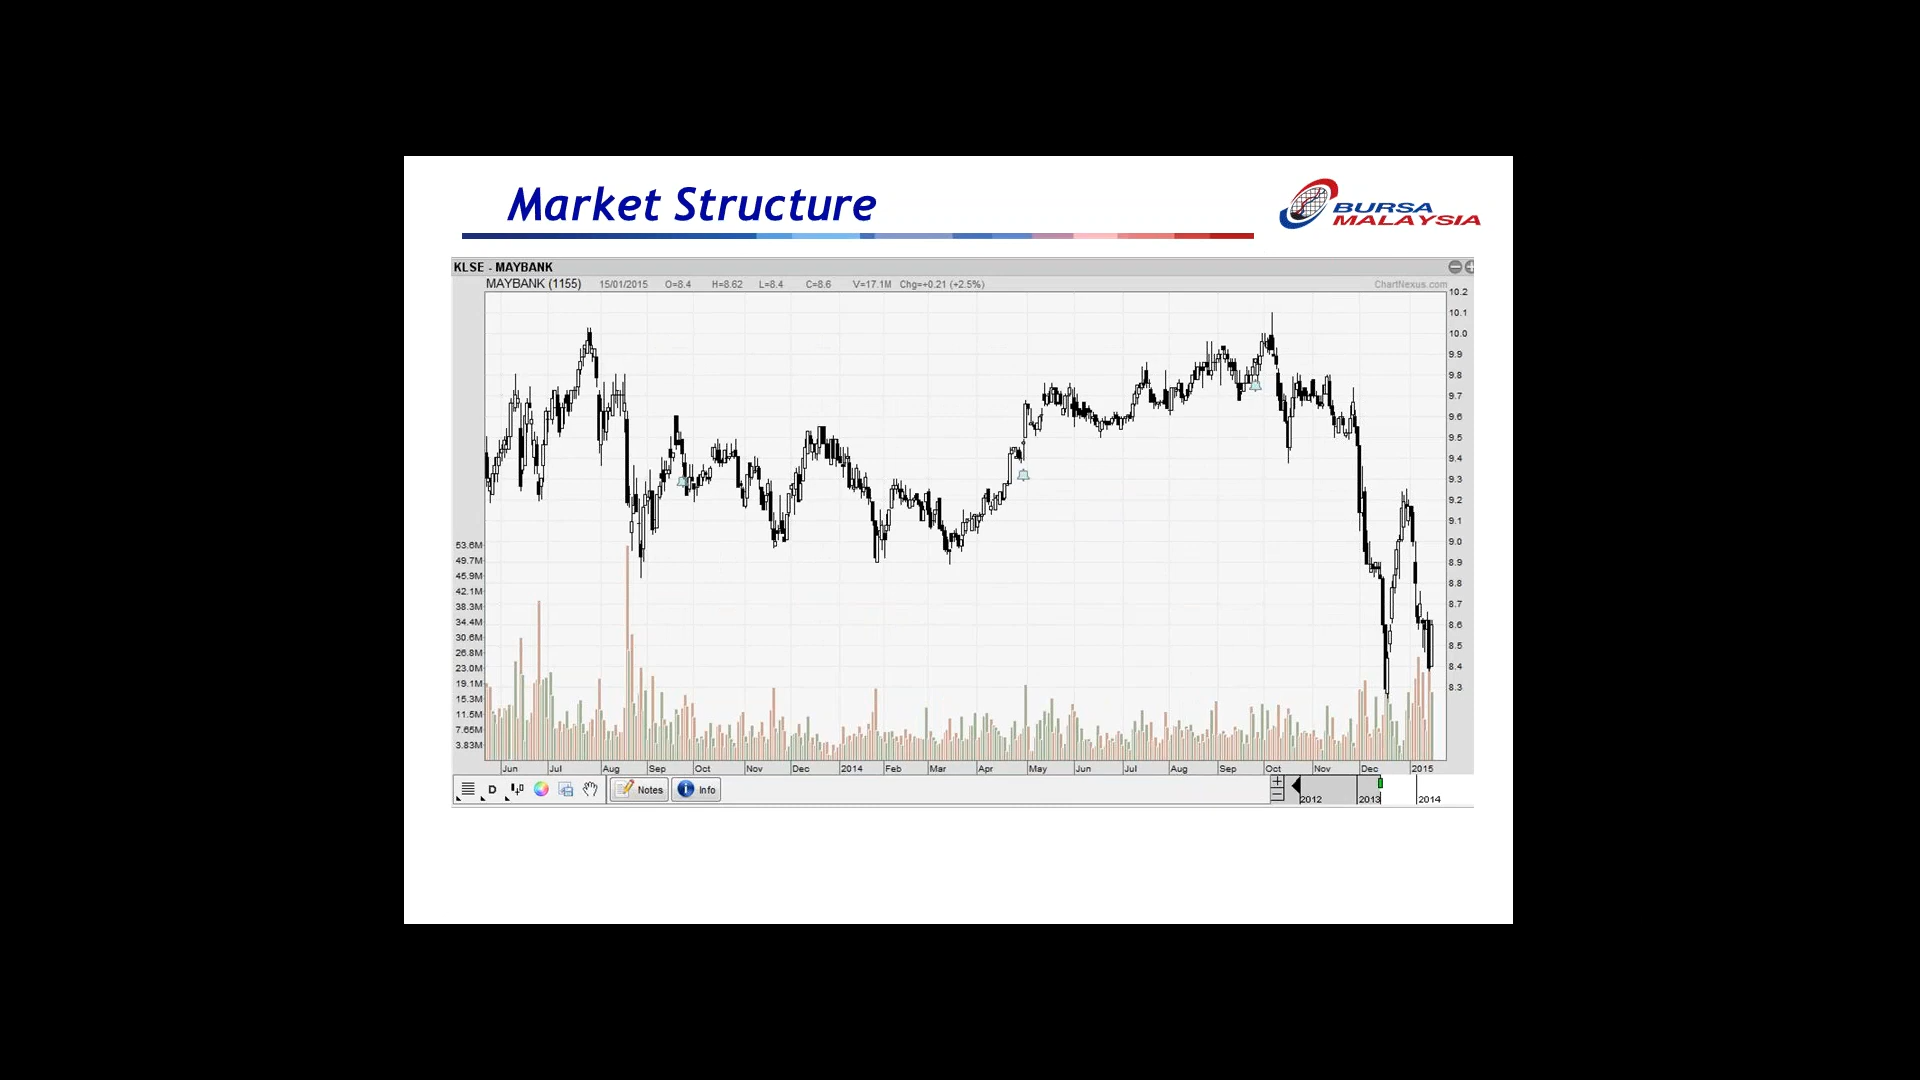 Market Structure
BURSA
MALAYSIA
KLSE - MAYBANK
MAYBANK (1155) 15/01/2015 O=8.4 H=8.62 L=8.4 C=8.6 V=17.1M Chg=+0.21 (+2.5%) ChartNexus.com
10.2
10.1
10.0
9.9
9.8
9.7
9.6
9.5
9.4
9.3
9.2
9.1
9.0
8.9
8.8
8.7
8.6
8.5
8.4
8.3
53.6M
49.7M
45.9M
42.1M
38.3M
34.4M
30.6M
26.8M
23.0M
19.1M
15.3M
11.5M
7.65M
3.83M
Jun Jul Aug Sep Oct Nov Dec 2014 Feb Mar Apr May Jun Jul Aug Sep Oct Nov Dec 2015
D Notes Info
2012 2013 2014